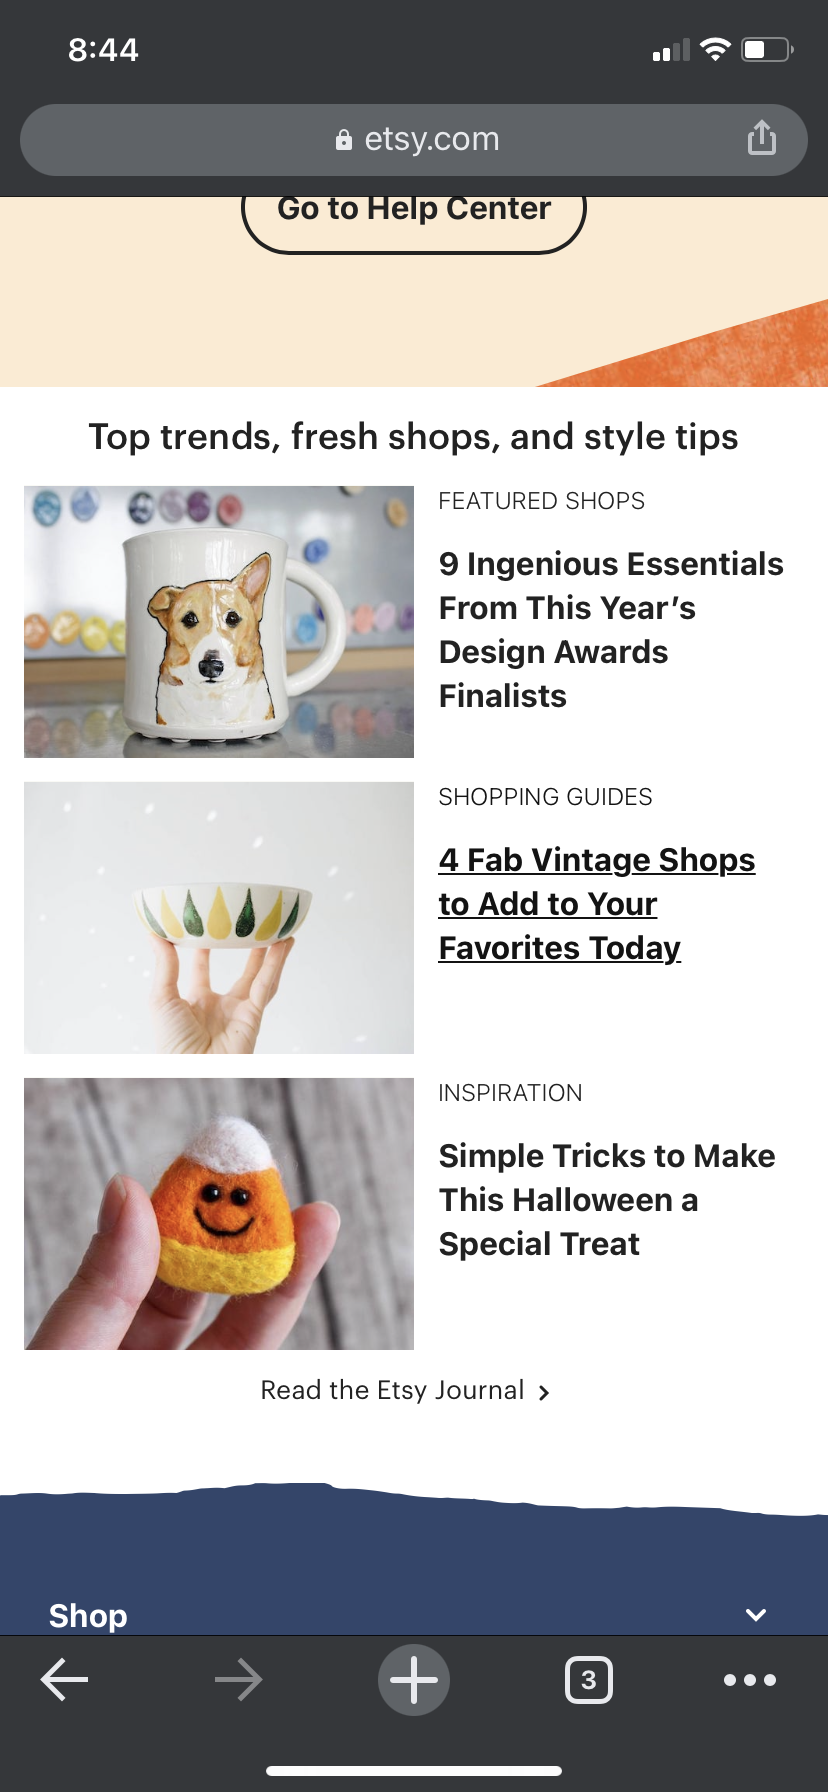 8:44
etsy.com
Go to Help Center
Top trends, fresh shops, and style tips
FEATURED SHOPS
9 Ingenious Essentials
From This Year’s
Design Awards
Finalists
SHOPPING GUIDES
4 Fab Vintage Shops
to Add to Your
Favorites Today
INSPIRATION
Simple Tricks to Make
This Halloween a
Special Treat
Read the Etsy Journal
Shop
3